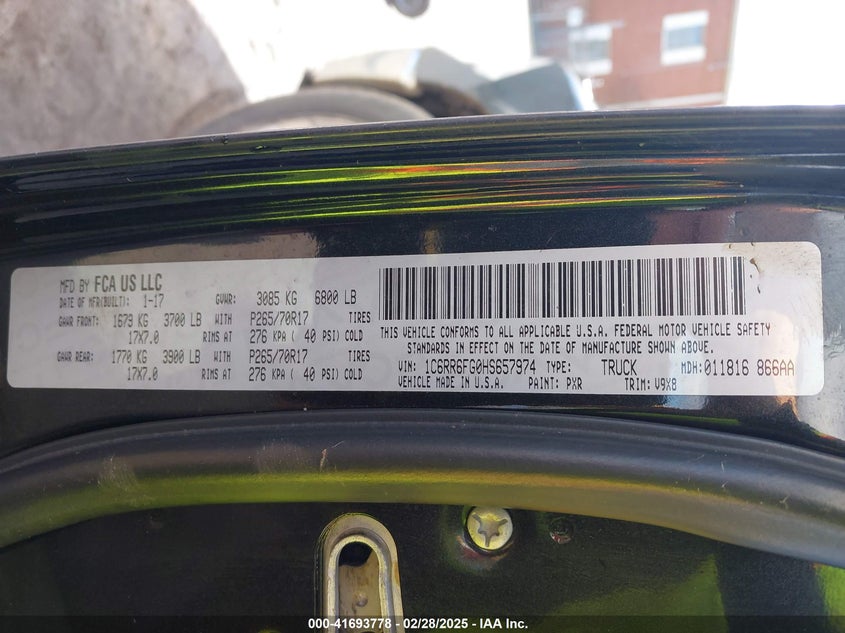 MFD BY FCA US LLC
DATE OF MFR(BUILT): 1-17 GVWR: 3085 KG 6800 LB
GAWR FRONT: 1679 KG 3700 LB WITH P265/70R17 TIRES
17X7.0 RIMS AT 276 KPA ( 40 PSI) COLD
GAWR REAR: 1770 KG 3900 LB WITH P265/70R17 TIRES
17X7.0 RIMS AT 276 KPA ( 40 PSI) COLD
THIS VEHICLE CONFORMS TO ALL APPLICABLE U.S.A. FEDERAL MOTOR VEHICLE SAFETY
STANDARDS IN EFFECT ON THE DATE OF MANUFACTURE SHOWN ABOVE.
VIN: 1C6RR6FG0HS657974 TYPE: TRUCK MDH: 011816 866AA
VEHICLE MADE IN U.S.A. PAINT: PXR TRIM: V9X8
000-41693778 - 02/28/2025 - IAA Inc.